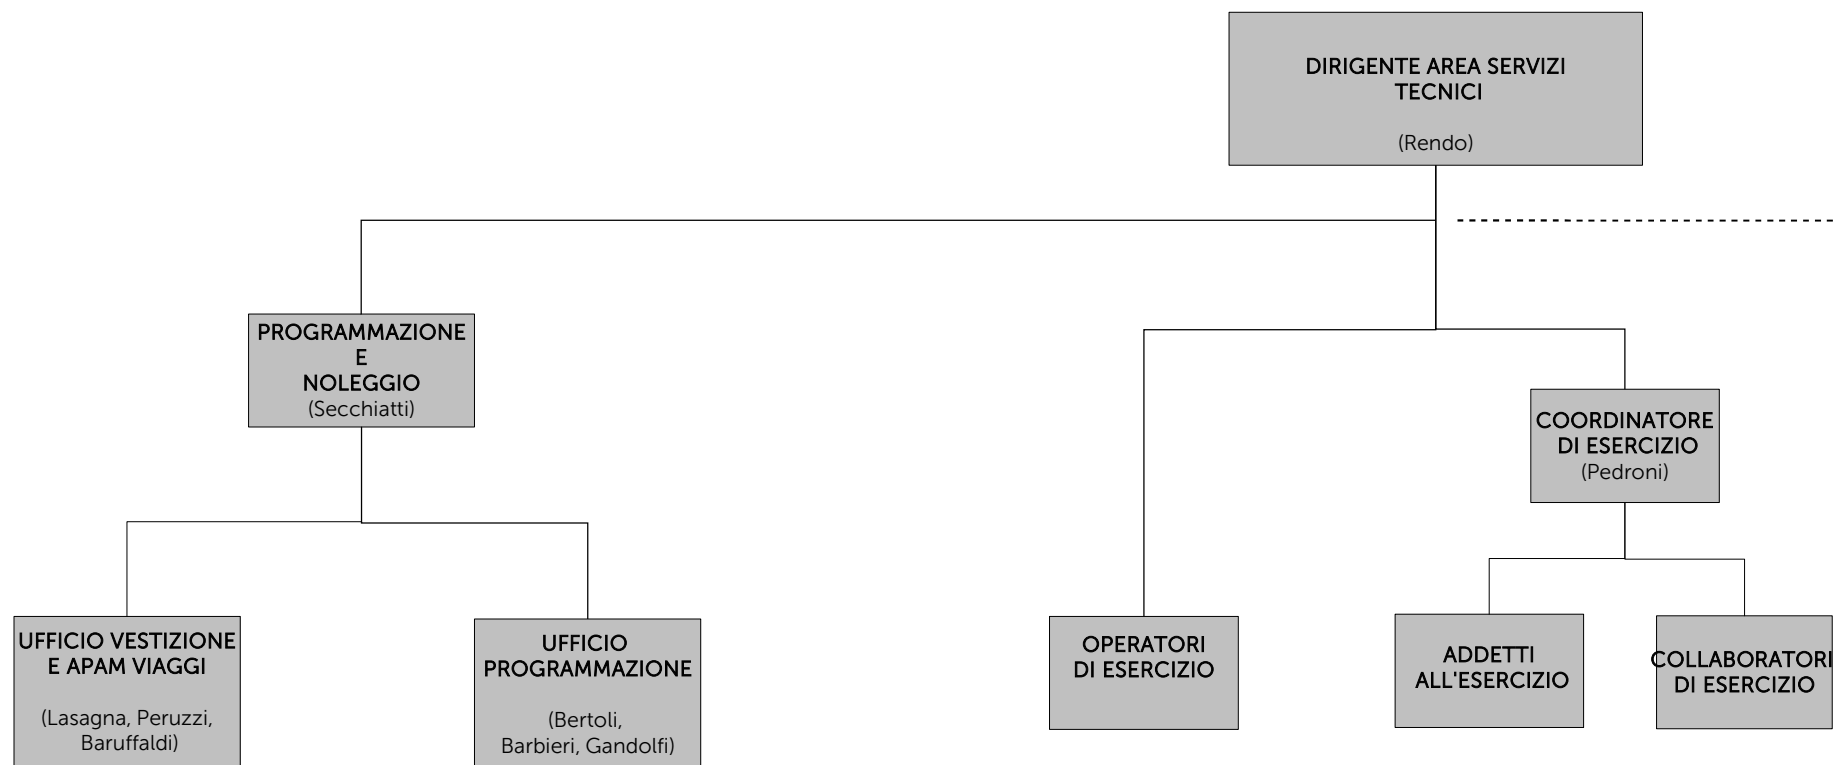 DIRIGENTE AREA SERVIZI
TECNICI
(Rendo)
PROGRAMMAZIONE
E
NOLEGGIO
(Secchiatti)
COORDINATORE
DI ESERCIZIO
(Pedroni)
UFFICIO VESTIZIONE
E APAM VIAGGI
(Lasagna, Peruzzi,
Baruffaldi)
UFFICIO
PROGRAMMAZIONE
(Bertoli,
Barbieri, Gandolfi)
OPERATORI
DI ESERCIZIO
ADDETTI
ALL'ESERCIZIO
COLLABORATORI
DI ESERCIZIO